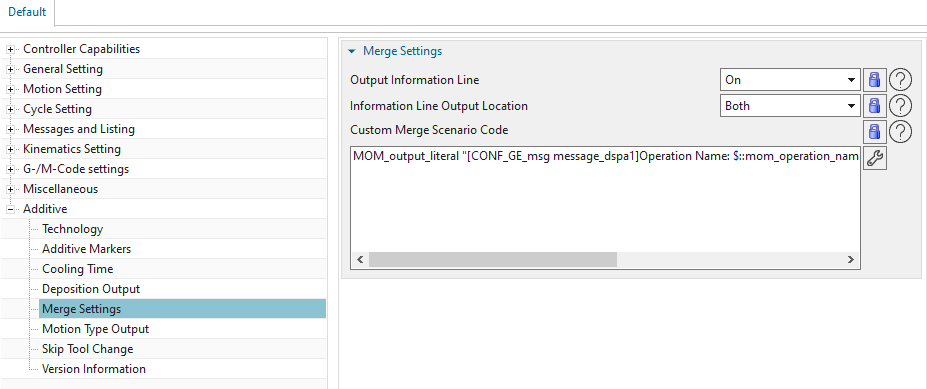 Default
Controller Capabilities
General Setting
Motion Setting
Cycle Setting
Messages and Listing
Kinematics Setting
G-/M-Code settings
Miscellaneous
Additive
Technology
Additive Markers
Cooling Time
Deposition Output
Merge Settings
Motion Type Output
Skip Tool Change
Version Information
Merge Settings
Output Information Line On ?
Information Line Output Location Both ?
Custom Merge Scenario Code ?
MOM_output_literal "[CONF_GE_msg message_dspa1]Operation Name: $::mom_operation_nam